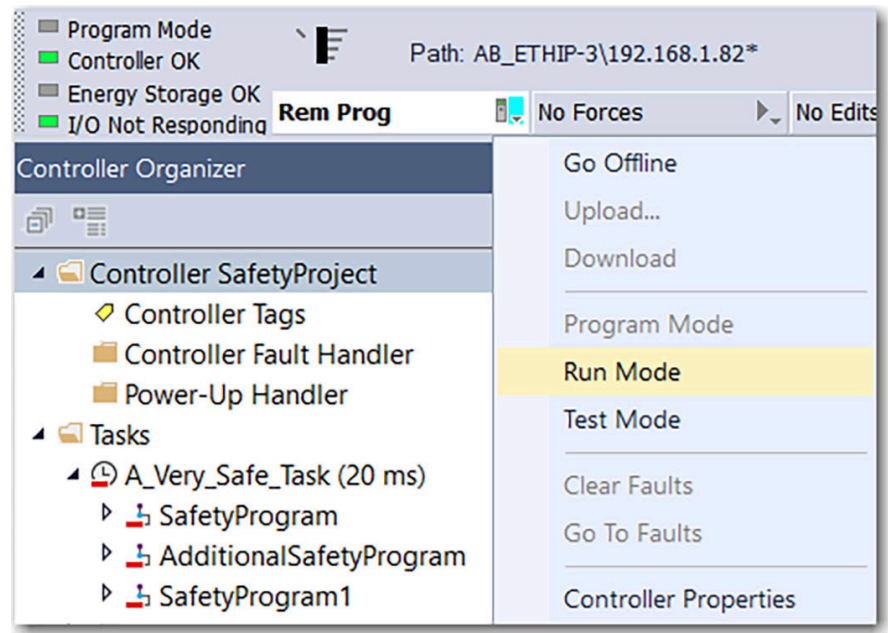 Program Mode
Controller OK
Energy Storage OK
I/O Not Responding
Path: AB_ETHIP-3\192.168.1.82*
Rem Prog
No Forces
No Edits
Controller Organizer
Controller SafetyProject
Controller Tags
Controller Fault Handler
Power-Up Handler
Tasks
A_Very_Safe_Task (20 ms)
SafetyProgram
AdditionalSafetyProgram
SafetyProgram1
Go Offline
Upload...
Download
Program Mode
Run Mode
Test Mode
Clear Faults
Go To Faults
Controller Properties